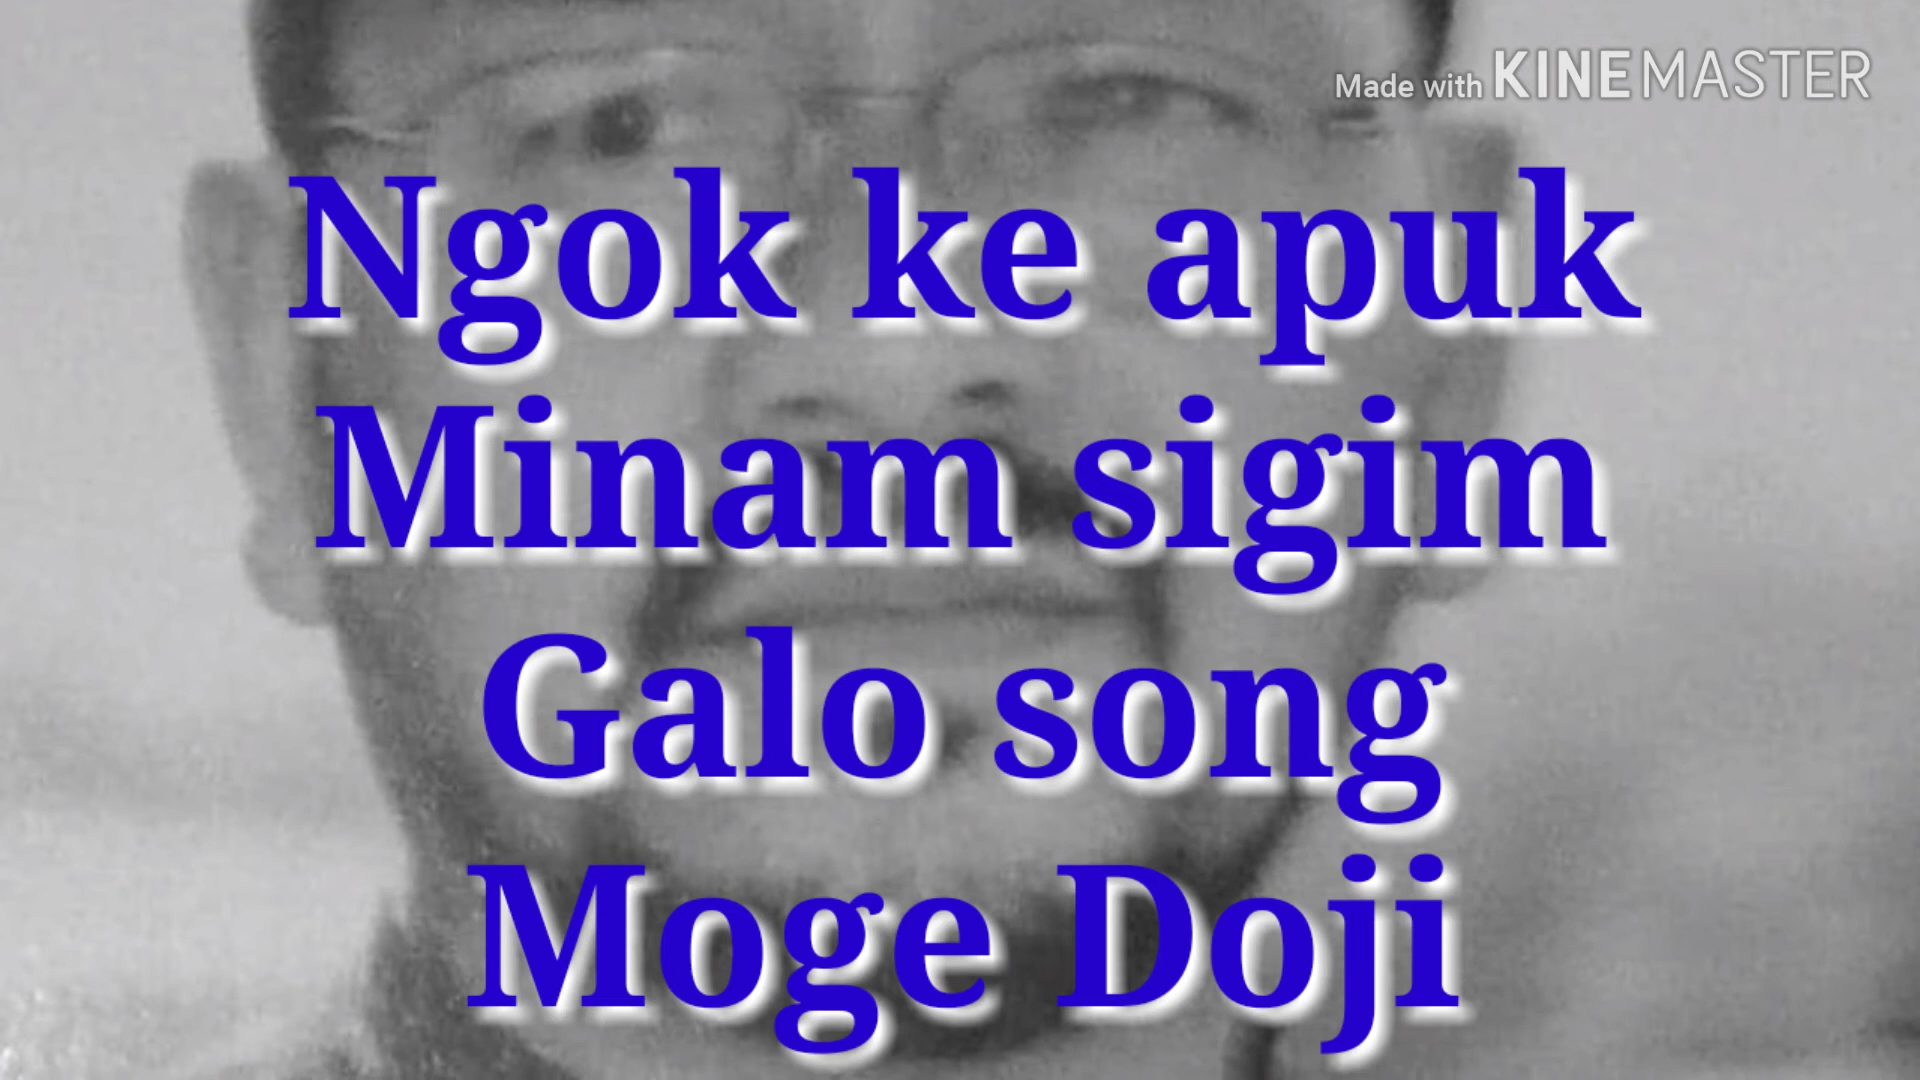 Made with KINEMASTER
Ngok ke apuk
Minam sigim
Galo song
Moge Doji